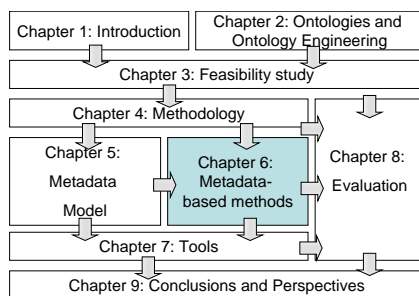 Chapter 1: Introduction
Chapter 2: Ontologies and
Ontology Engineering
Chapter 3: Feasibility study
Chapter 4: Methodology
Chapter 5:
Metadata
Model
Chapter 6:
Metadata-
based methods
Chapter 8:
Evaluation
Chapter 7: Tools
Chapter 9: Conclusions and Perspectives